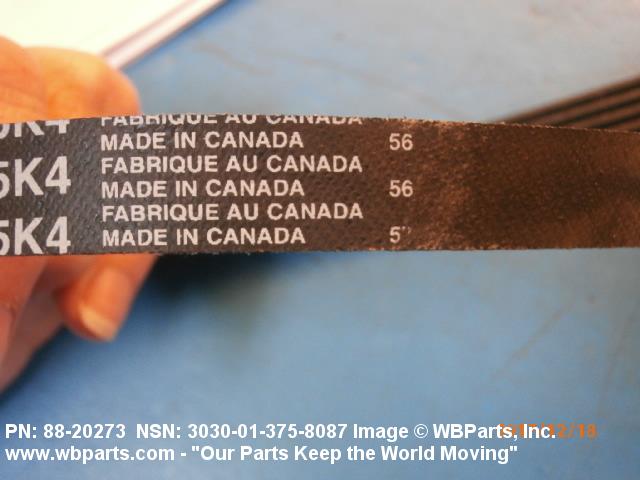 5K4 FABRIQUE AU CANADA
MADE IN CANADA 56
5K4 FABRIQUE AU CANADA
MADE IN CANADA 56
5K4 FABRIQUE AU CANADA
MADE IN CANADA 5
PN: 88-20273 NSN: 3030-01-375-8087 Image © WBParts, Inc.
www.wbparts.com - "Our Parts Keep the World Moving"